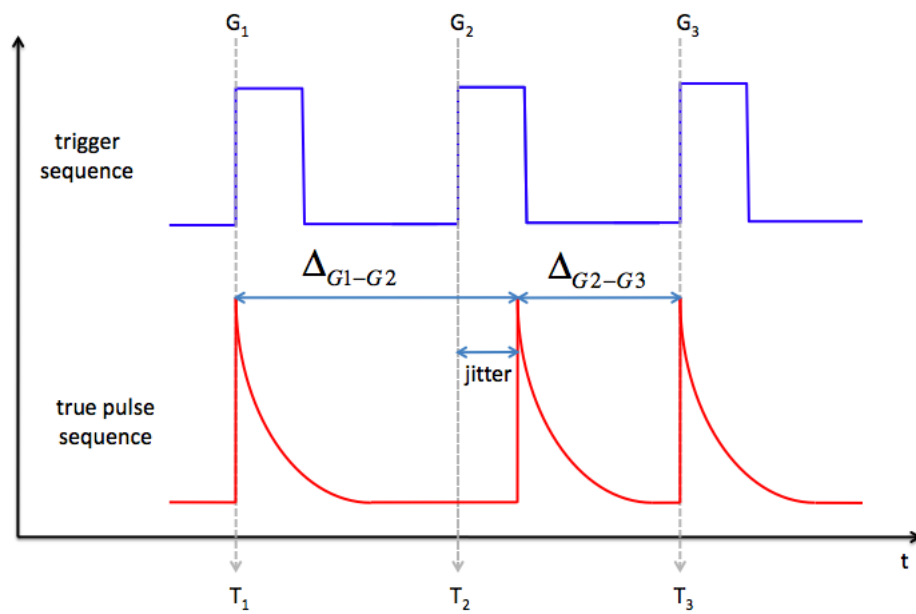 G1 G2 G3
trigger
sequence
ΔG1−G2 ΔG2−G3
jitter
true pulse
sequence
t
T1 T2 T3